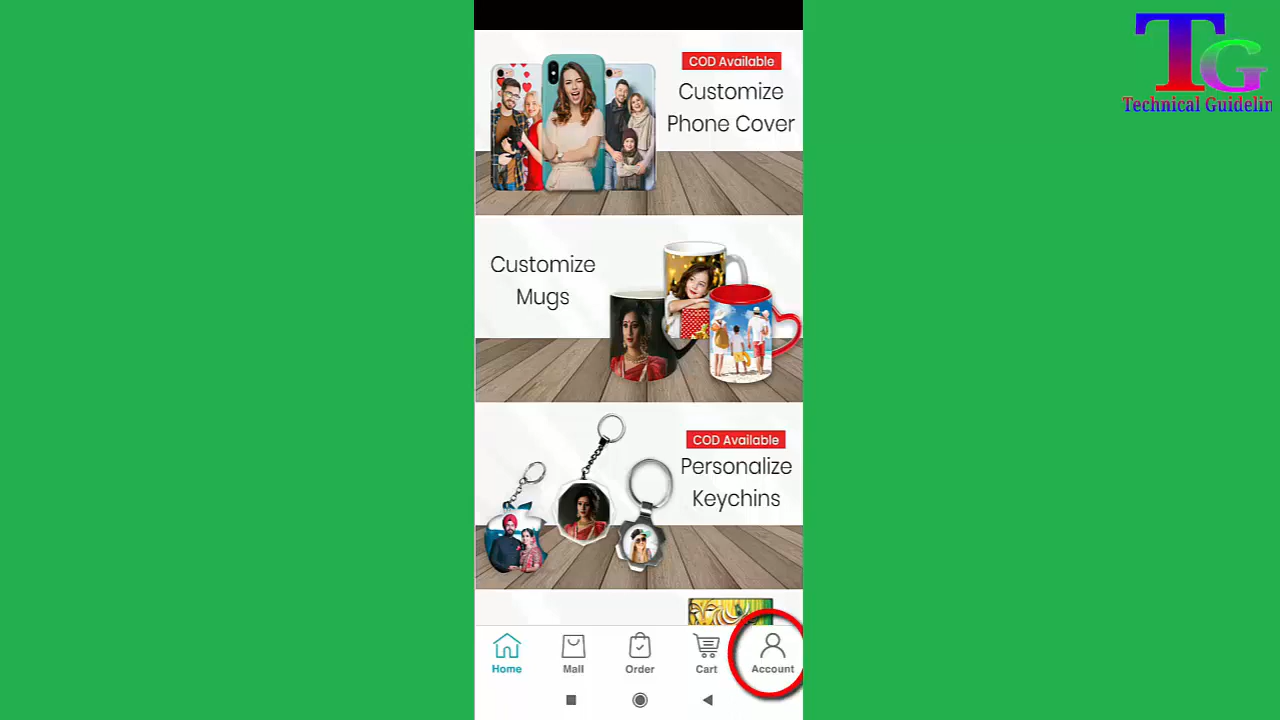 TG
Technical Guidelin
COD Available
Customize
Phone Cover
Customize
Mugs
COD Available
Personalize
Keychins
Home
Mall
Order
Cart
Account